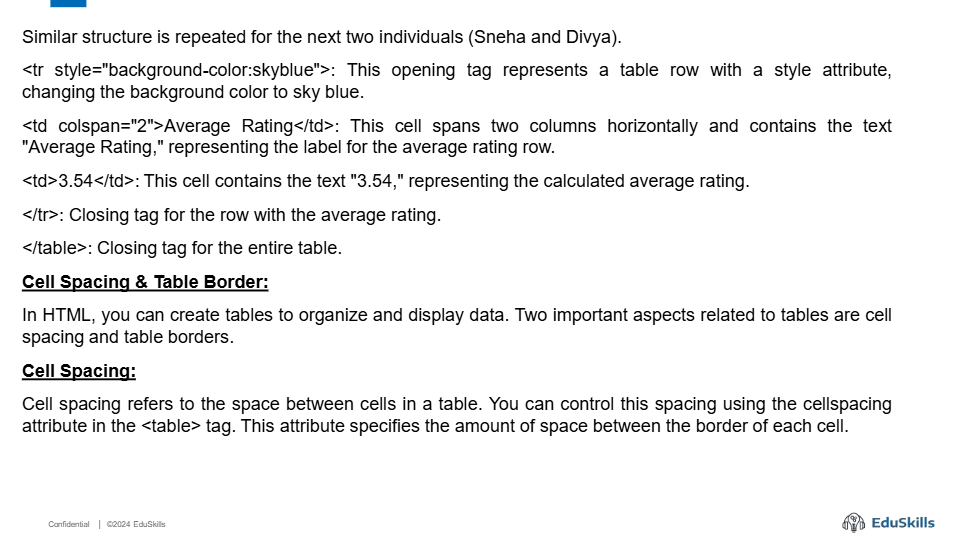 Similar structure is repeated for the next two individuals (Sneha and Divya).
<tr style="background-color:skyblue">: This opening tag represents a table row with a style attribute,
changing the background color to sky blue.
<td colspan="2">Average Rating</td>: This cell spans two columns horizontally and contains the text
"Average Rating," representing the label for the average rating row.
<td>3.54</td>: This cell contains the text "3.54," representing the calculated average rating.
</tr>: Closing tag for the row with the average rating.
</table>: Closing tag for the entire table.
Cell Spacing & Table Border:
In HTML, you can create tables to organize and display data. Two important aspects related to tables are cell
spacing and table borders.
Cell Spacing:
Cell spacing refers to the space between cells in a table. You can control this spacing using the cellspacing
attribute in the <table> tag. This attribute specifies the amount of space between the border of each cell.
Confidential | ©2024 EduSkills
EduSkills